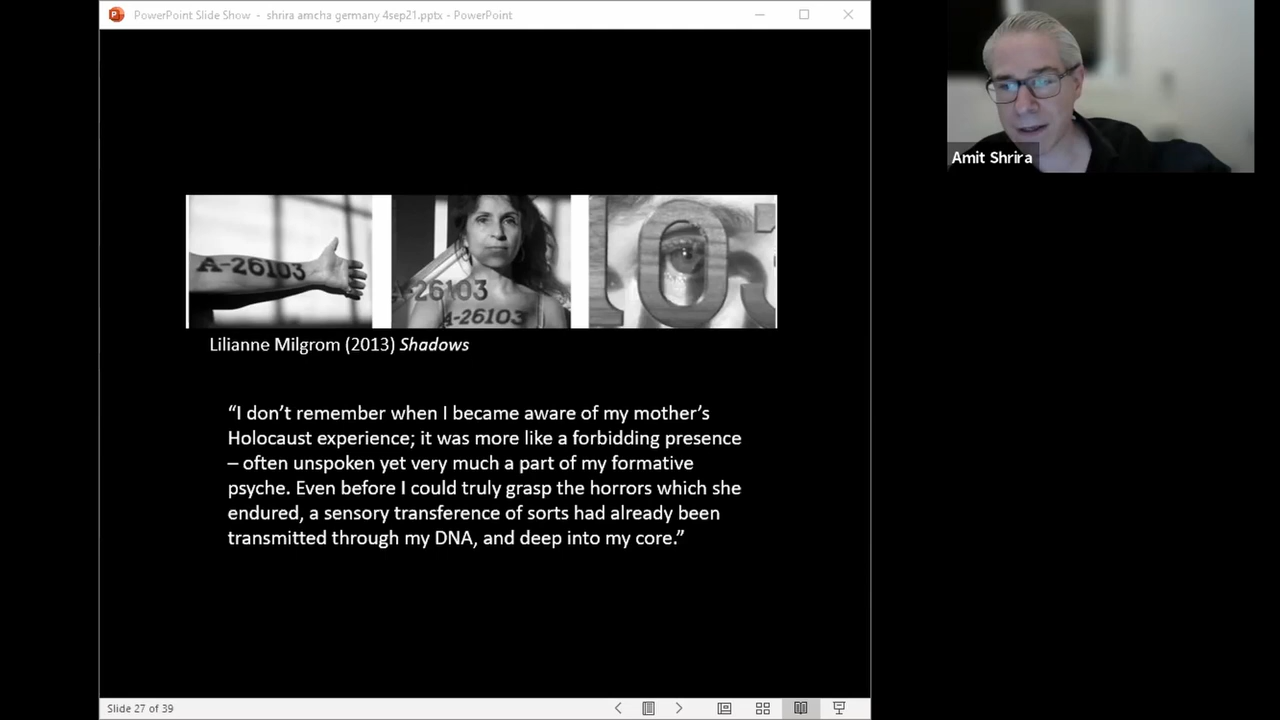 PowerPoint Slide Show - shrira amcha germany 4sep21.pptx - PowerPoint
Amit Shrira
A-26103
A-26103
A-26103
103
Lilianne Milgrom (2013) Shadows
“I don’t remember when I became aware of my mother’s
Holocaust experience; it was more like a forbidding presence
– often unspoken yet very much a part of my formative
psyche. Even before I could truly grasp the horrors which she
endured, a sensory transference of sorts had already been
transmitted through my DNA, and deep into my core.”
Slide 27 of 39